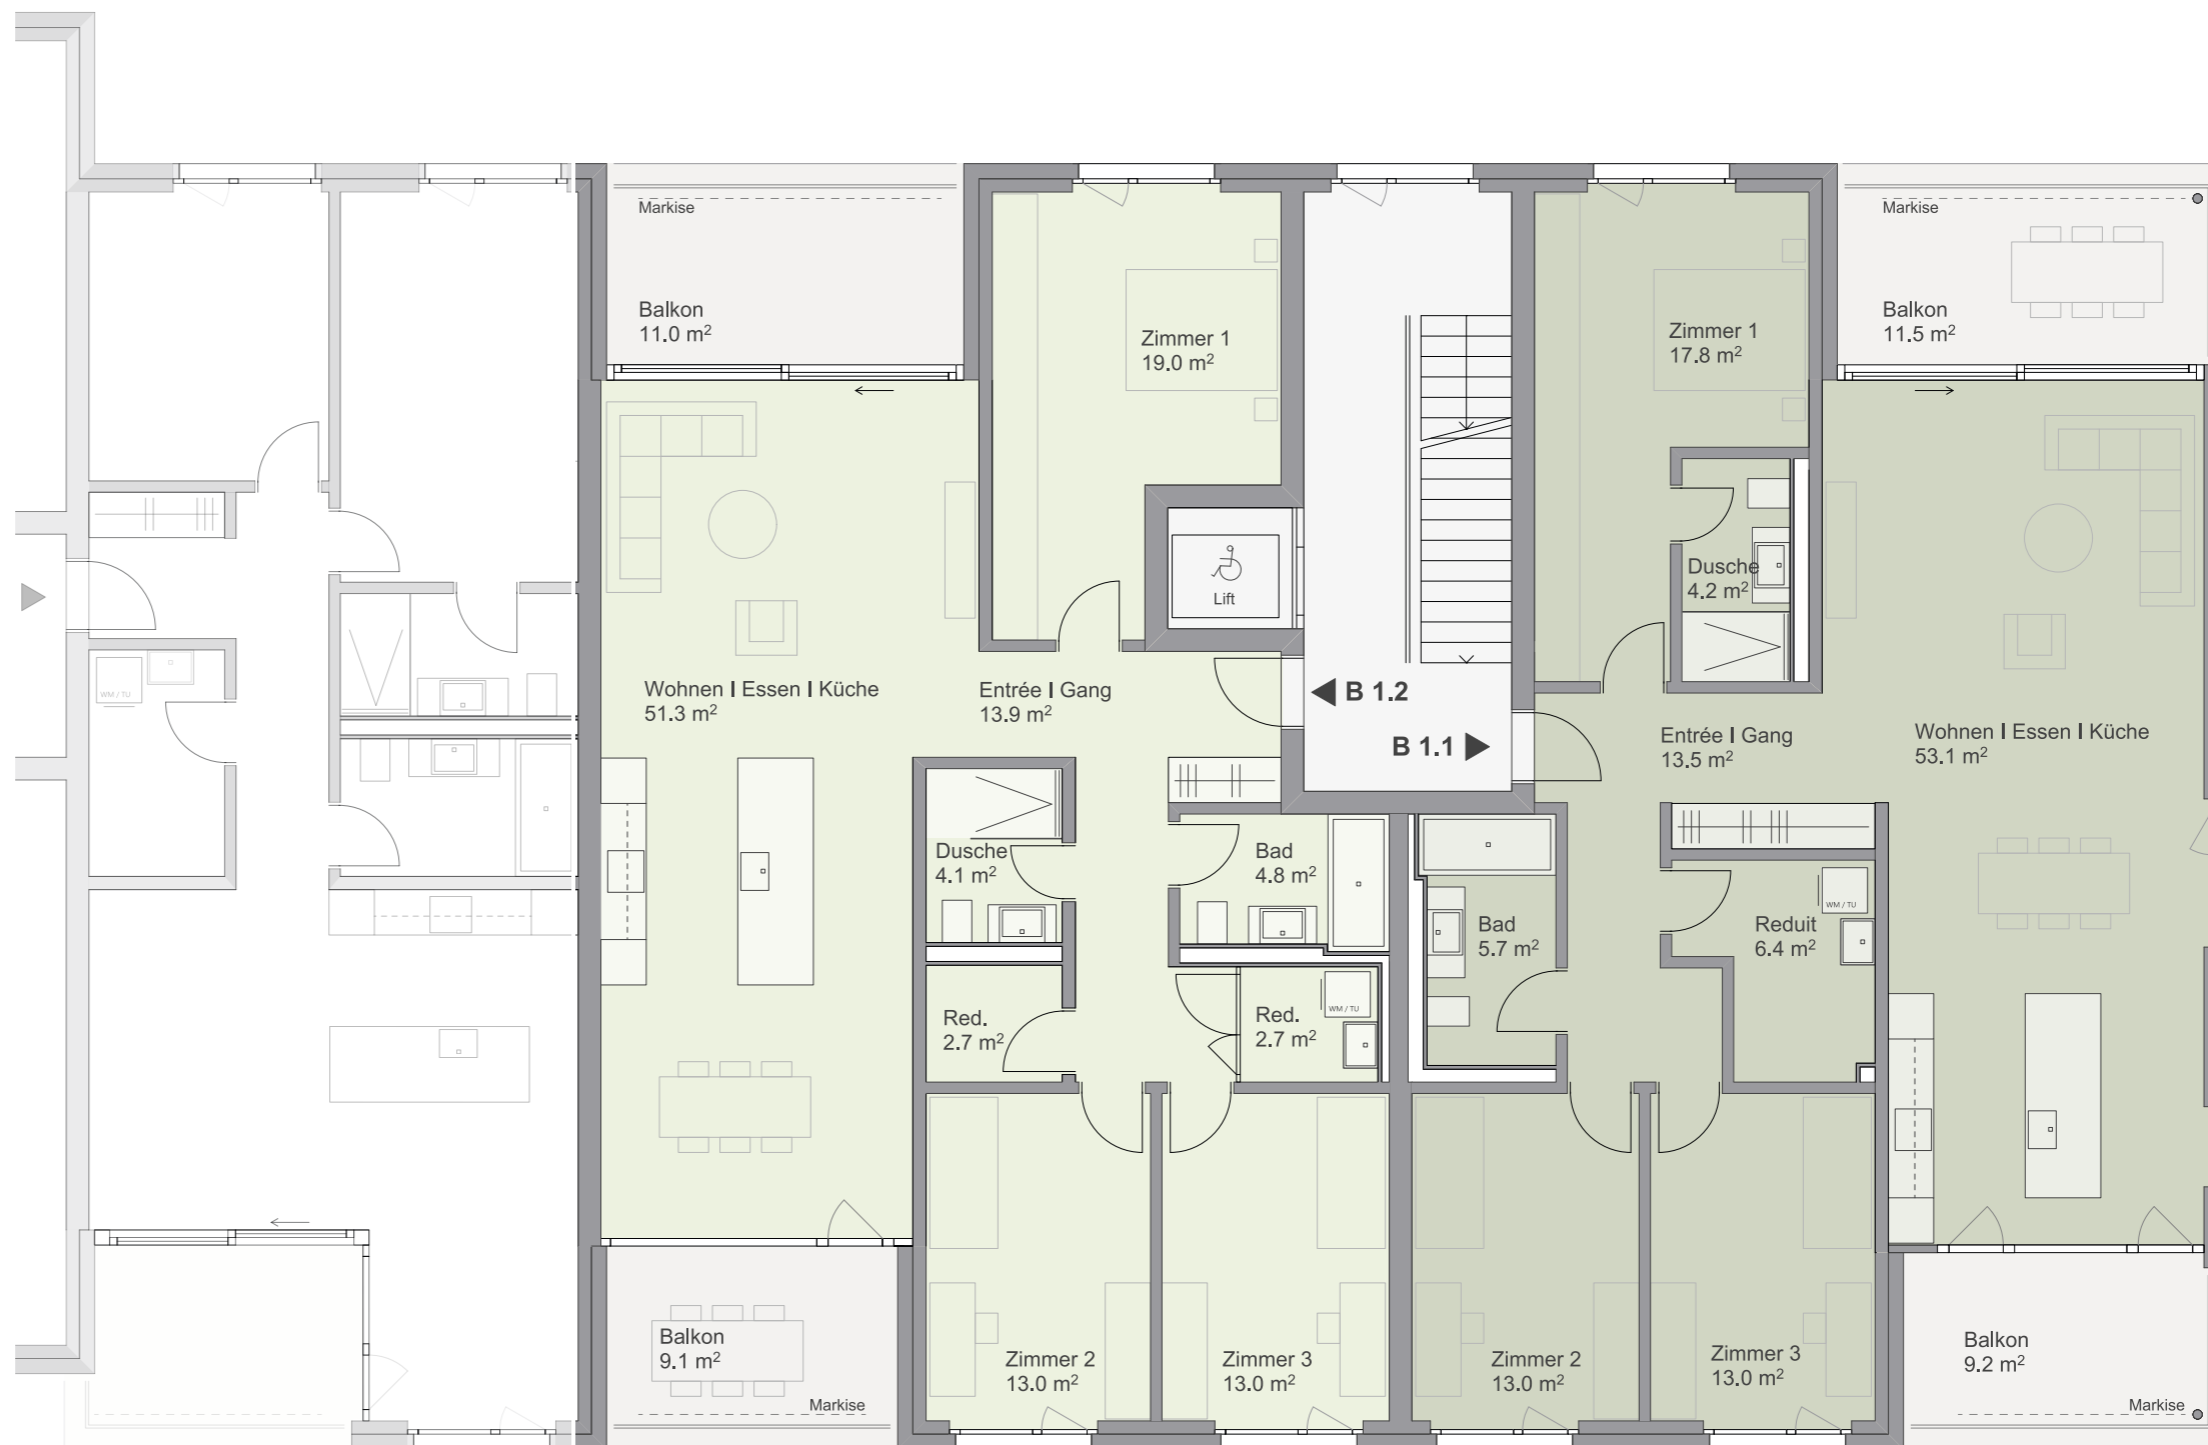 Markise
Balkon
11.0 m²
Zimmer 1
19.0 m²
Zimmer 1
17.8 m²
Markise
Balkon
11.5 m²
Lift
Dusche
4.2 m²
WM / TU
Wohnen I Essen I Küche
51.3 m²
Entrée I Gang
13.9 m²
B 1.2
B 1.1
Entrée I Gang
13.5 m²
Wohnen I Essen I Küche
53.1 m²
Dusche
4.1 m²
Bad
4.8 m²
Bad
5.7 m²
WM / TU
Reduit
6.4 m²
Red.
2.7 m²
Red.
2.7 m²
WM / TU
Balkon
9.1 m²
Markise
Zimmer 2
13.0 m²
Zimmer 3
13.0 m²
Zimmer 2
13.0 m²
Zimmer 3
13.0 m²
Balkon
9.2 m²
Markise